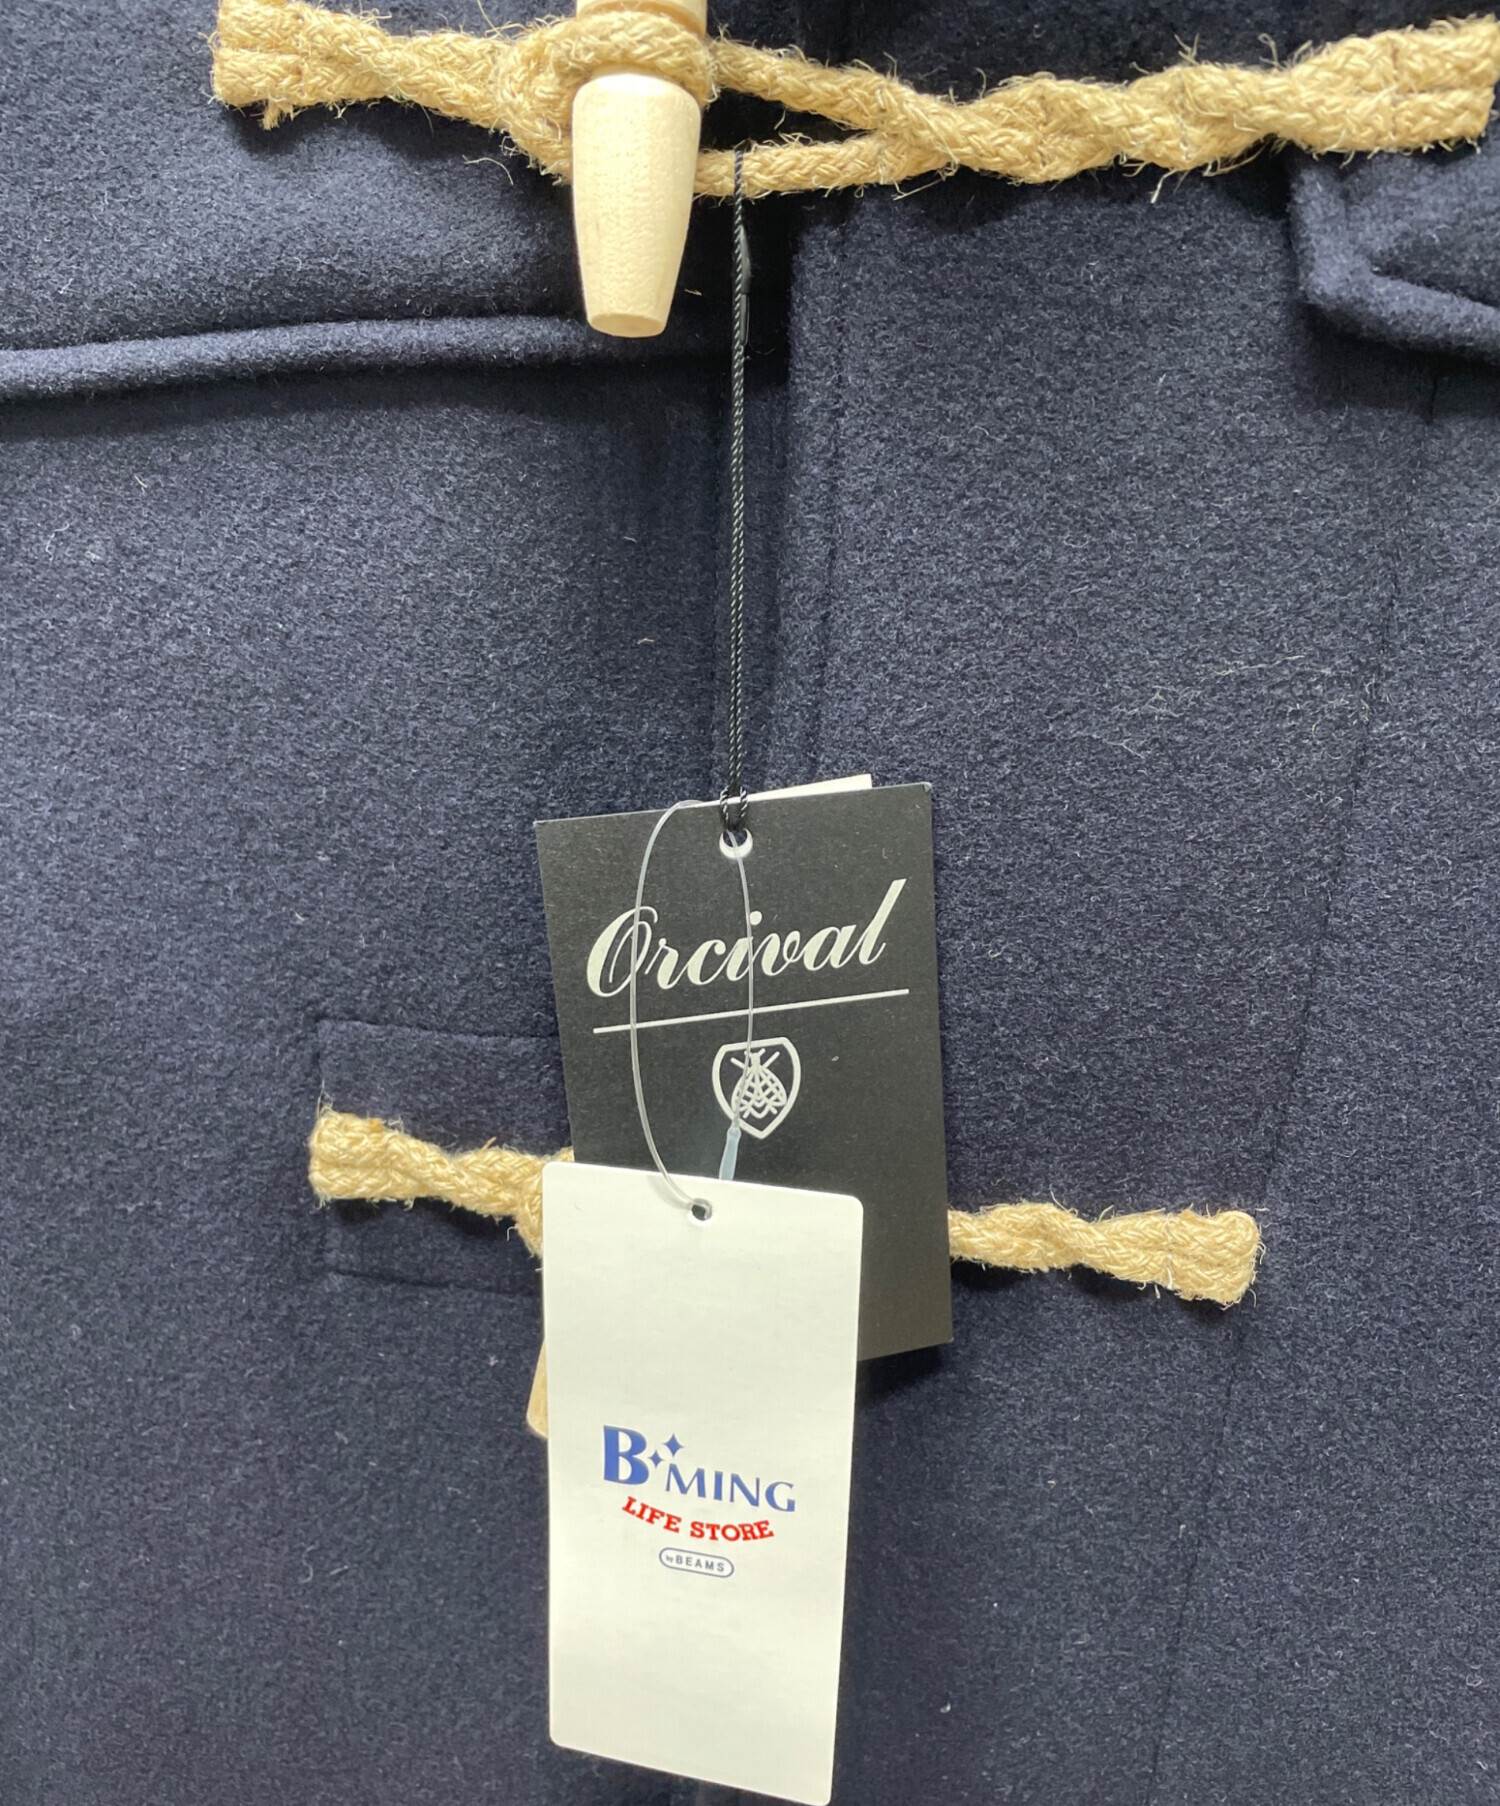 Orcival
B MING
LIFE STORE
by BEAMS